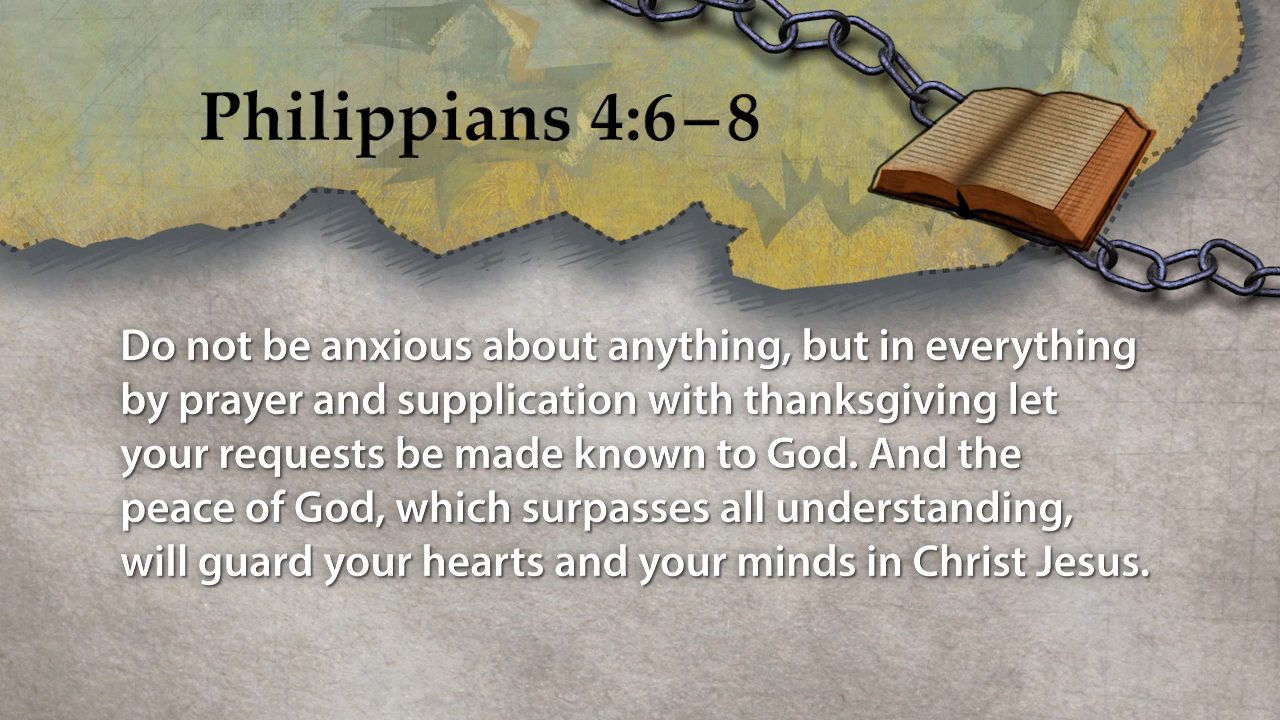 Philippians 4:6–8
Do not be anxious about anything, but in everything
by prayer and supplication with thanksgiving let
your requests be made known to God. And the
peace of God, which surpasses all understanding,
will guard your hearts and your minds in Christ Jesus.